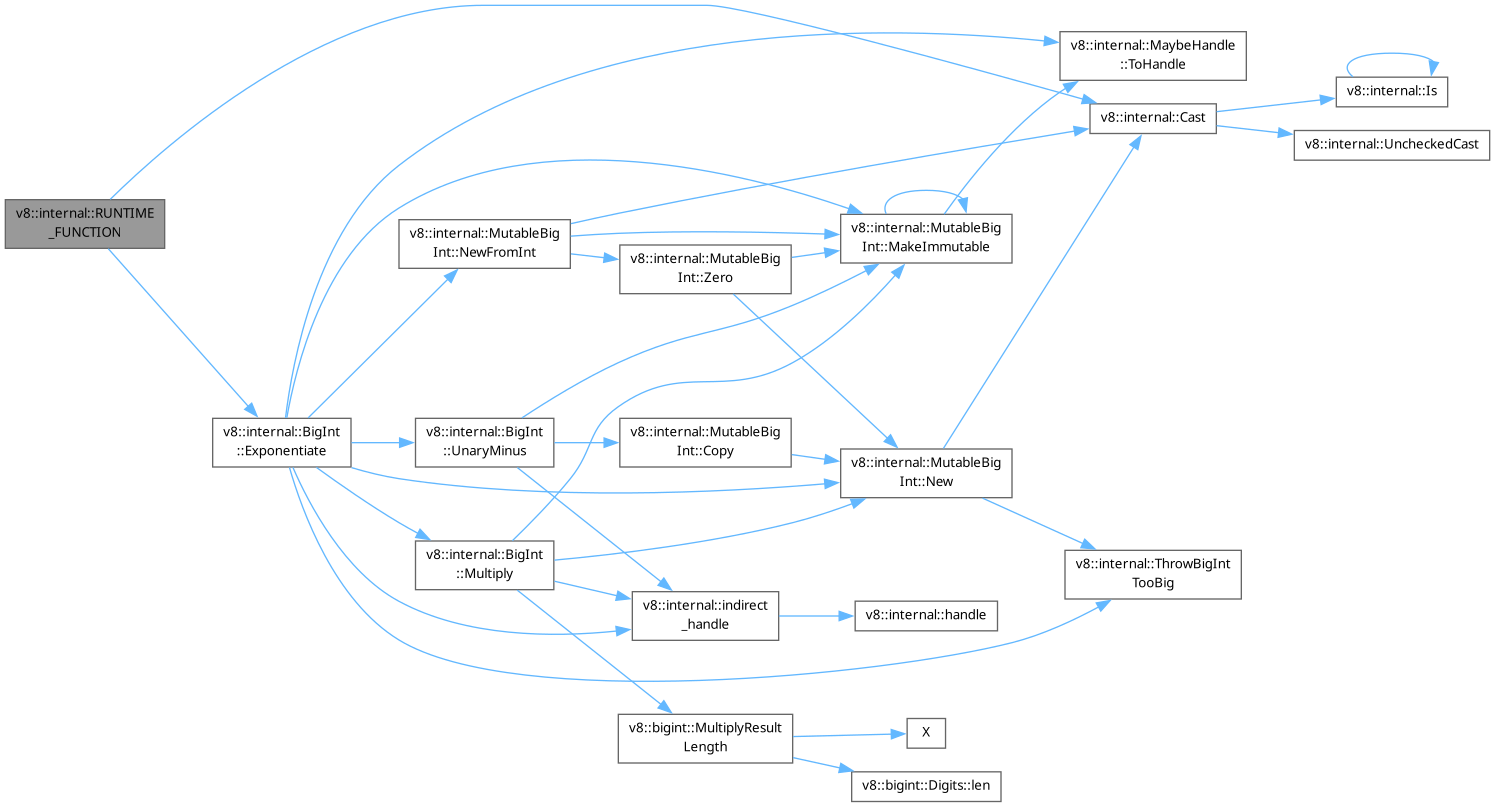 v8::internal::RUNTIME
_FUNCTION
v8::internal::BigInt
::Exponentiate
v8::internal::MutableBig
Int::NewFromInt
v8::internal::BigInt
::UnaryMinus
v8::internal::BigInt
::Multiply
v8::internal::MutableBig
Int::Zero
v8::internal::MutableBig
Int::Copy
v8::internal::indirect
_handle
v8::bigint::MultiplyResult
Length
v8::internal::MutableBig
Int::MakeImmutable
v8::internal::MutableBig
Int::New
v8::internal::handle
X
v8::bigint::Digits::len
v8::internal::MaybeHandle
::ToHandle
v8::internal::Cast
v8::internal::ThrowBigInt
TooBig
v8::internal::Is
v8::internal::UncheckedCast